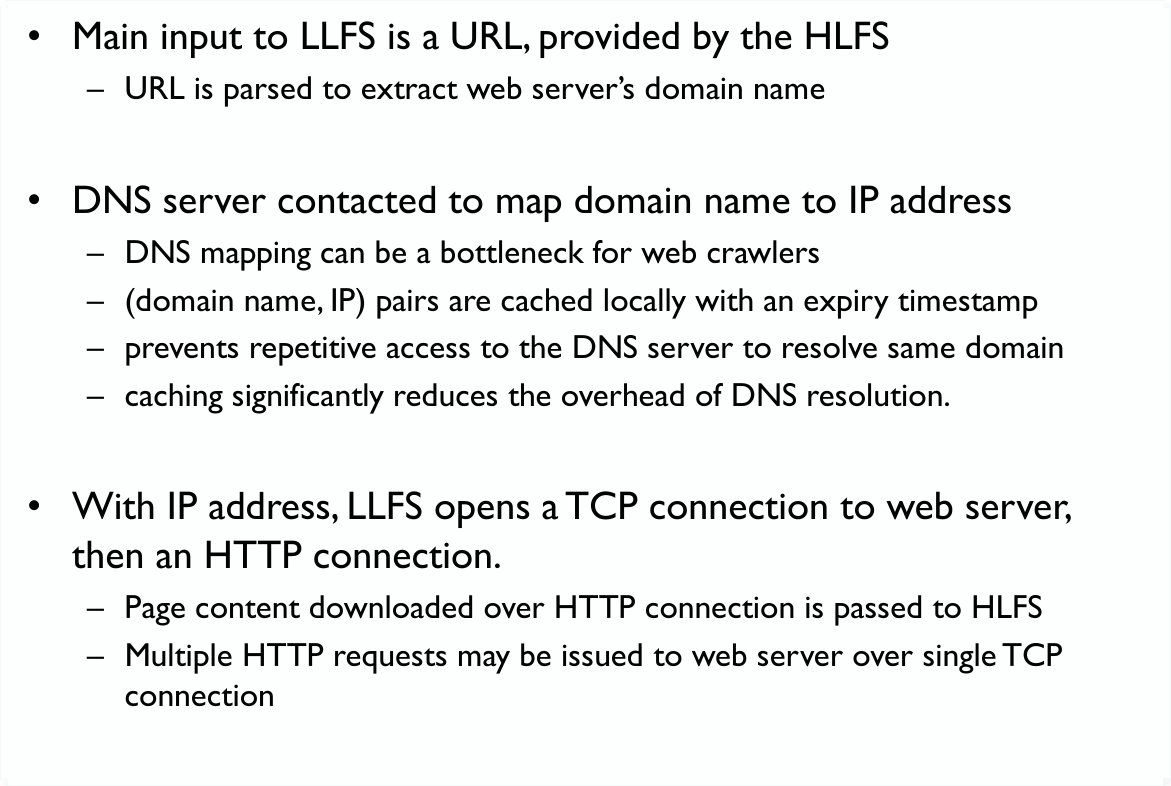 • Main input to LLFS is a URL, provided by the HLFS
– URL is parsed to extract web server’s domain name
• DNS server contacted to map domain name to IP address
– DNS mapping can be a bottleneck for web crawlers
– (domain name, IP) pairs are cached locally with an expiry timestamp
– prevents repetitive access to the DNS server to resolve same domain
– caching significantly reduces the overhead of DNS resolution.
• With IP address, LLFS opens a TCP connection to web server,
then an HTTP connection.
– Page content downloaded over HTTP connection is passed to HLFS
– Multiple HTTP requests may be issued to web server over single TCP
connection